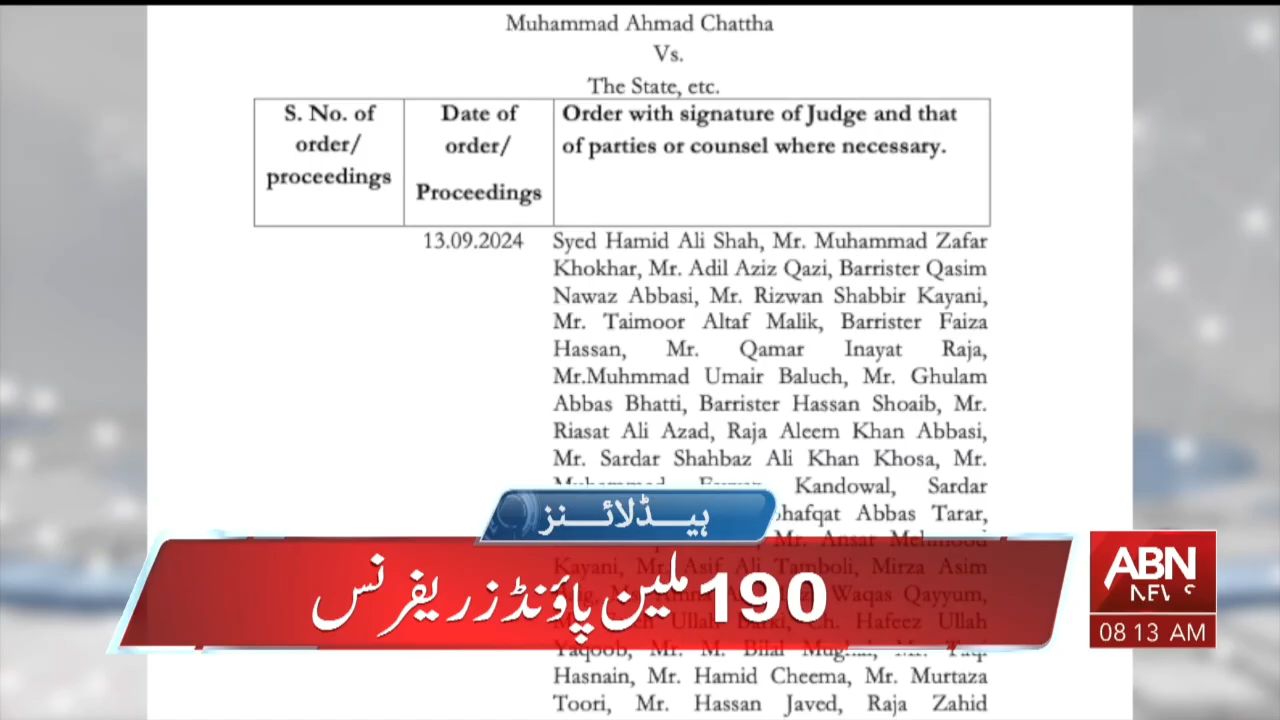 Muhammad Ahmad Chattha
Vs.
The State, etc.
S. No. of order/ proceedings
Date of order/ Proceedings
Order with signature of Judge and that
of parties or counsel where necessary.
13.09.2024
Syed Hamid Ali Shah, Mr. Muhammad Zafar
Khokhar, Mr. Adil Aziz Qazi, Barrister Qasim
Nawaz Abbasi, Mr. Rizwan Shabbir Kayani,
Mr. Taimoor Altaf Malik, Barrister Faiza
Hassan, Mr. Qamar Inayat Raja,
Mr.Muhmmad Umair Baluch, Mr. Ghulam
Abbas Bhatti, Barrister Hassan Shoaib, Mr.
Riasat Ali Azad, Raja Aleem Khan Abbasi,
Mr. Sardar Shahbaz Ali Khan Khosa, Mr.
Kandowal, Sardar
Shafqat Abbas Tarar,
Mr. Ansar Mehmood
Kayani, Mr. Asif Ali Tamboli, Mirza Asim
Waqas Qayyum,
Ullah Ch. Hafeez Ullah
Yaqoob, Mr. M. Bilal
Hasnain, Mr. Hamid Cheema, Mr. Murtaza
Toori, Mr. Hassan Javed, Raja Zahid
ہیڈلائنز
190 ملین پاؤنڈز ریفرنس
ABN
NEWS
08 13 AM